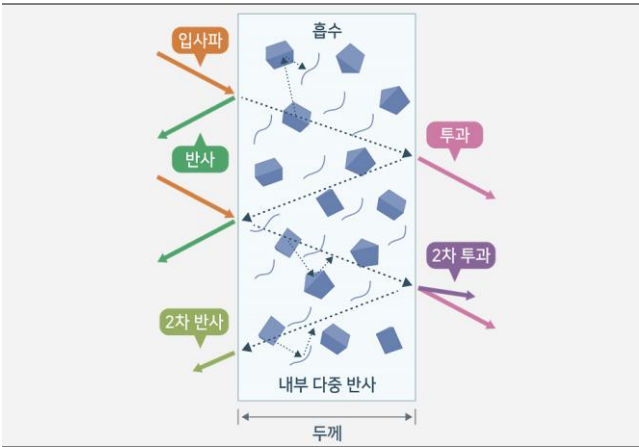 흡수
입사파
반사
투과
2차 투과
2차 반사
내부 다중 반사
두께